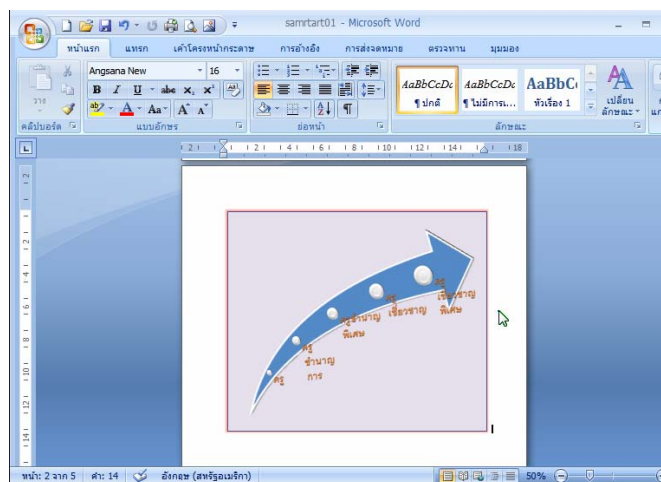 samrtart01 - Microsoft Word
หน้าแรก แทรก เค้าโครงหน้ากระดาษ การอ้างอิง การส่งจดหมาย ตรวจทาน มุมมอง
Angsana New 16
AaBbCcDc AaBbCcDc AaBbC
วาง B I U abc X₂ X² ¶ ปกติ ¶ ไม่มีการเ... หัวเรื่อง 1 เปลี่ยน
ลักษณะ
คลิปบอร์ด แบบอักษร ย่อหน้า ลักษณะ
ครู
เชี่ยวชาญ
พิเศษ
ครู
เชี่ยวชาญ
ครูชำนาญ
พิเศษ
ครู
ชำนาญ
การ
ครู
หน้า: 2 จาก 5 คำ: 14 อังกฤษ (สหรัฐอเมริกา) 50%